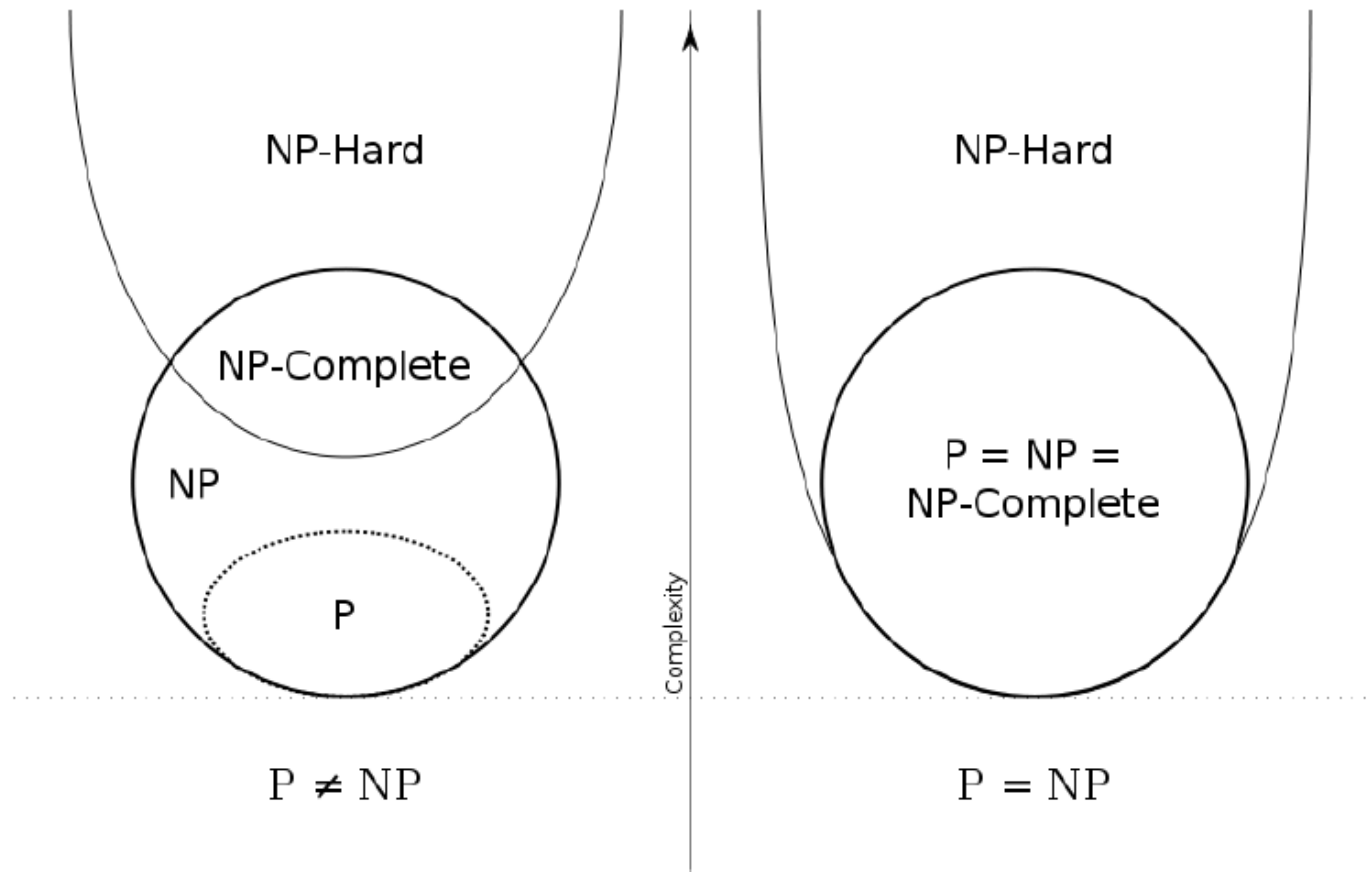 NP-Hard
NP-Complete
NP
P
P ≠ NP
Complexity
NP-Hard
P = NP =
NP-Complete
P = NP